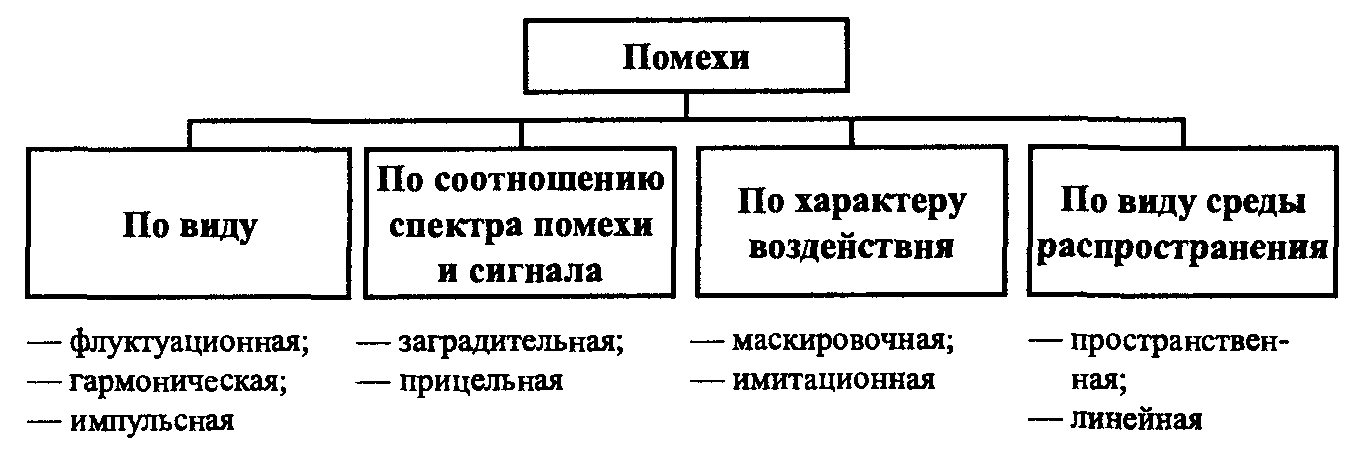 Помехи
По виду
По соотношению
спектра помехи
и сигнала
По характеру
воздействня
По виду среды
распространения
— флуктуационная;
— гармоническая;
— импульсная
— заградительная;
— прицельная
— маскировочная;
— имитационная
— пространствен-
ная;
— линейная